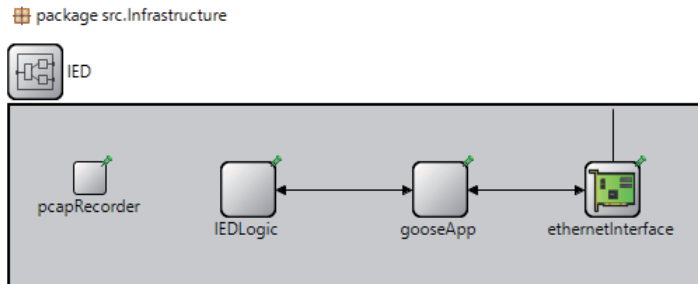 package src.Infrastructure
IED
pcapRecorder
IEDLogic
gooseApp
ethernetInterface